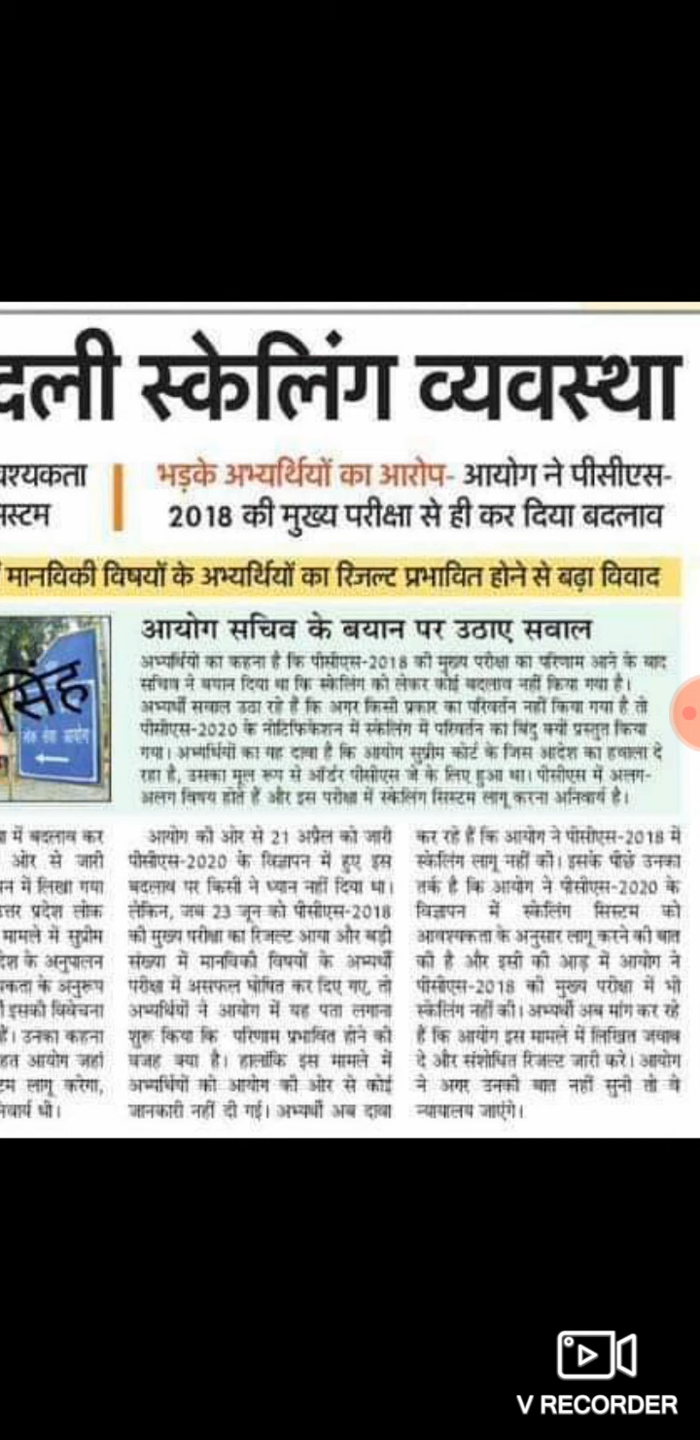 दली स्केलिंग व्यवस्था
वश्यकता
स्टम
भड़के अभ्यर्थियों का आरोप- आयोग ने पीसीएस-
2018 की मुख्य परीक्षा से ही कर दिया बदलाव
मानविकी विषयों के अभ्यर्थियों का रिजल्ट प्रभावित होने से बढ़ा विवाद
सिंह
लोक सेवा आयोग
आयोग सचिव के बयान पर उठाए सवाल
अभ्यर्थियों का कहना है कि पीसीएस-2018 की मुख्य परीक्षा का परिणाम आने के बाद
सचिव ने बयान दिया था कि स्केलिंग को लेकर कोई बदलाव नहीं किया गया है।
अभ्यर्थी सवाल उठा रहे हैं कि अगर किसी प्रकार का परिवर्तन नहीं किया गया है तो
पीसीएस-2020 के नोटिफिकेशन में स्केलिंग में परिवर्तन का बिंदु क्यों प्रस्तुत किया
गया। अभ्यर्थियों का यह दावा है कि आयोग सुप्रीम कोर्ट के जिस आदेश का हवाला दे
रहा है, उसका मूल रूप से ऑर्डर पीसीएस जे के लिए हुआ था। पीसीएस में अलग-
अलग विषय होते हैं और इस परीक्षा में स्केलिंग सिस्टम लागू करना अनिवार्य है।
में बदलाव कर
ओर से जारी
न में लिखा गया
त्तर प्रदेश लोक
मामले में सुप्रीम
देश के अनुपालन
यकता के अनुरूप
इसकी विवेचना
हैं। उनका कहना
हत आयोग जहां
टम लागू करेगा,
निवार्य थी।
आयोग की ओर से 21 अप्रैल को जारी
पीसीएस-2020 के विज्ञापन में हुए इस
बदलाव पर किसी ने ध्यान नहीं दिया था।
लेकिन, जब 23 जून को पीसीएस-2018
की मुख्य परीक्षा का रिजल्ट आया और बड़ी
संख्या में मानविकी विषयों के अभ्यर्थी
परीक्षा में असफल घोषित कर दिए गए, तो
अभ्यर्थियों ने आयोग में यह पता लगाना
शुरू किया कि परिणाम प्रभावित होने की
वजह क्या है। हालांकि इस मामले में
अभ्यर्थियों को आयोग की ओर से कोई
जानकारी नहीं दी गई। अभ्यर्थी अब दावा
कर रहे हैं कि आयोग ने पीसीएस-2018 में
स्केलिंग लागू नहीं की। इसके पीछे उनका
तर्क है कि आयोग ने पीसीएस-2020 के
विज्ञापन में स्केलिंग सिस्टम को
आवश्यकता के अनुसार लागू करने की बात
की है और इसी की आड़ में आयोग ने
पीसीएस-2018 की मुख्य परीक्षा में भी
स्केलिंग नहीं की। अभ्यर्थी अब मांग कर रहे
हैं कि आयोग इस मामले में लिखित जवाब
दे और संशोधित रिजल्ट जारी करे। आयोग
ने अगर उनकी बात नहीं सुनी तो वे
न्यायालय जाएंगे।
V RECORDER